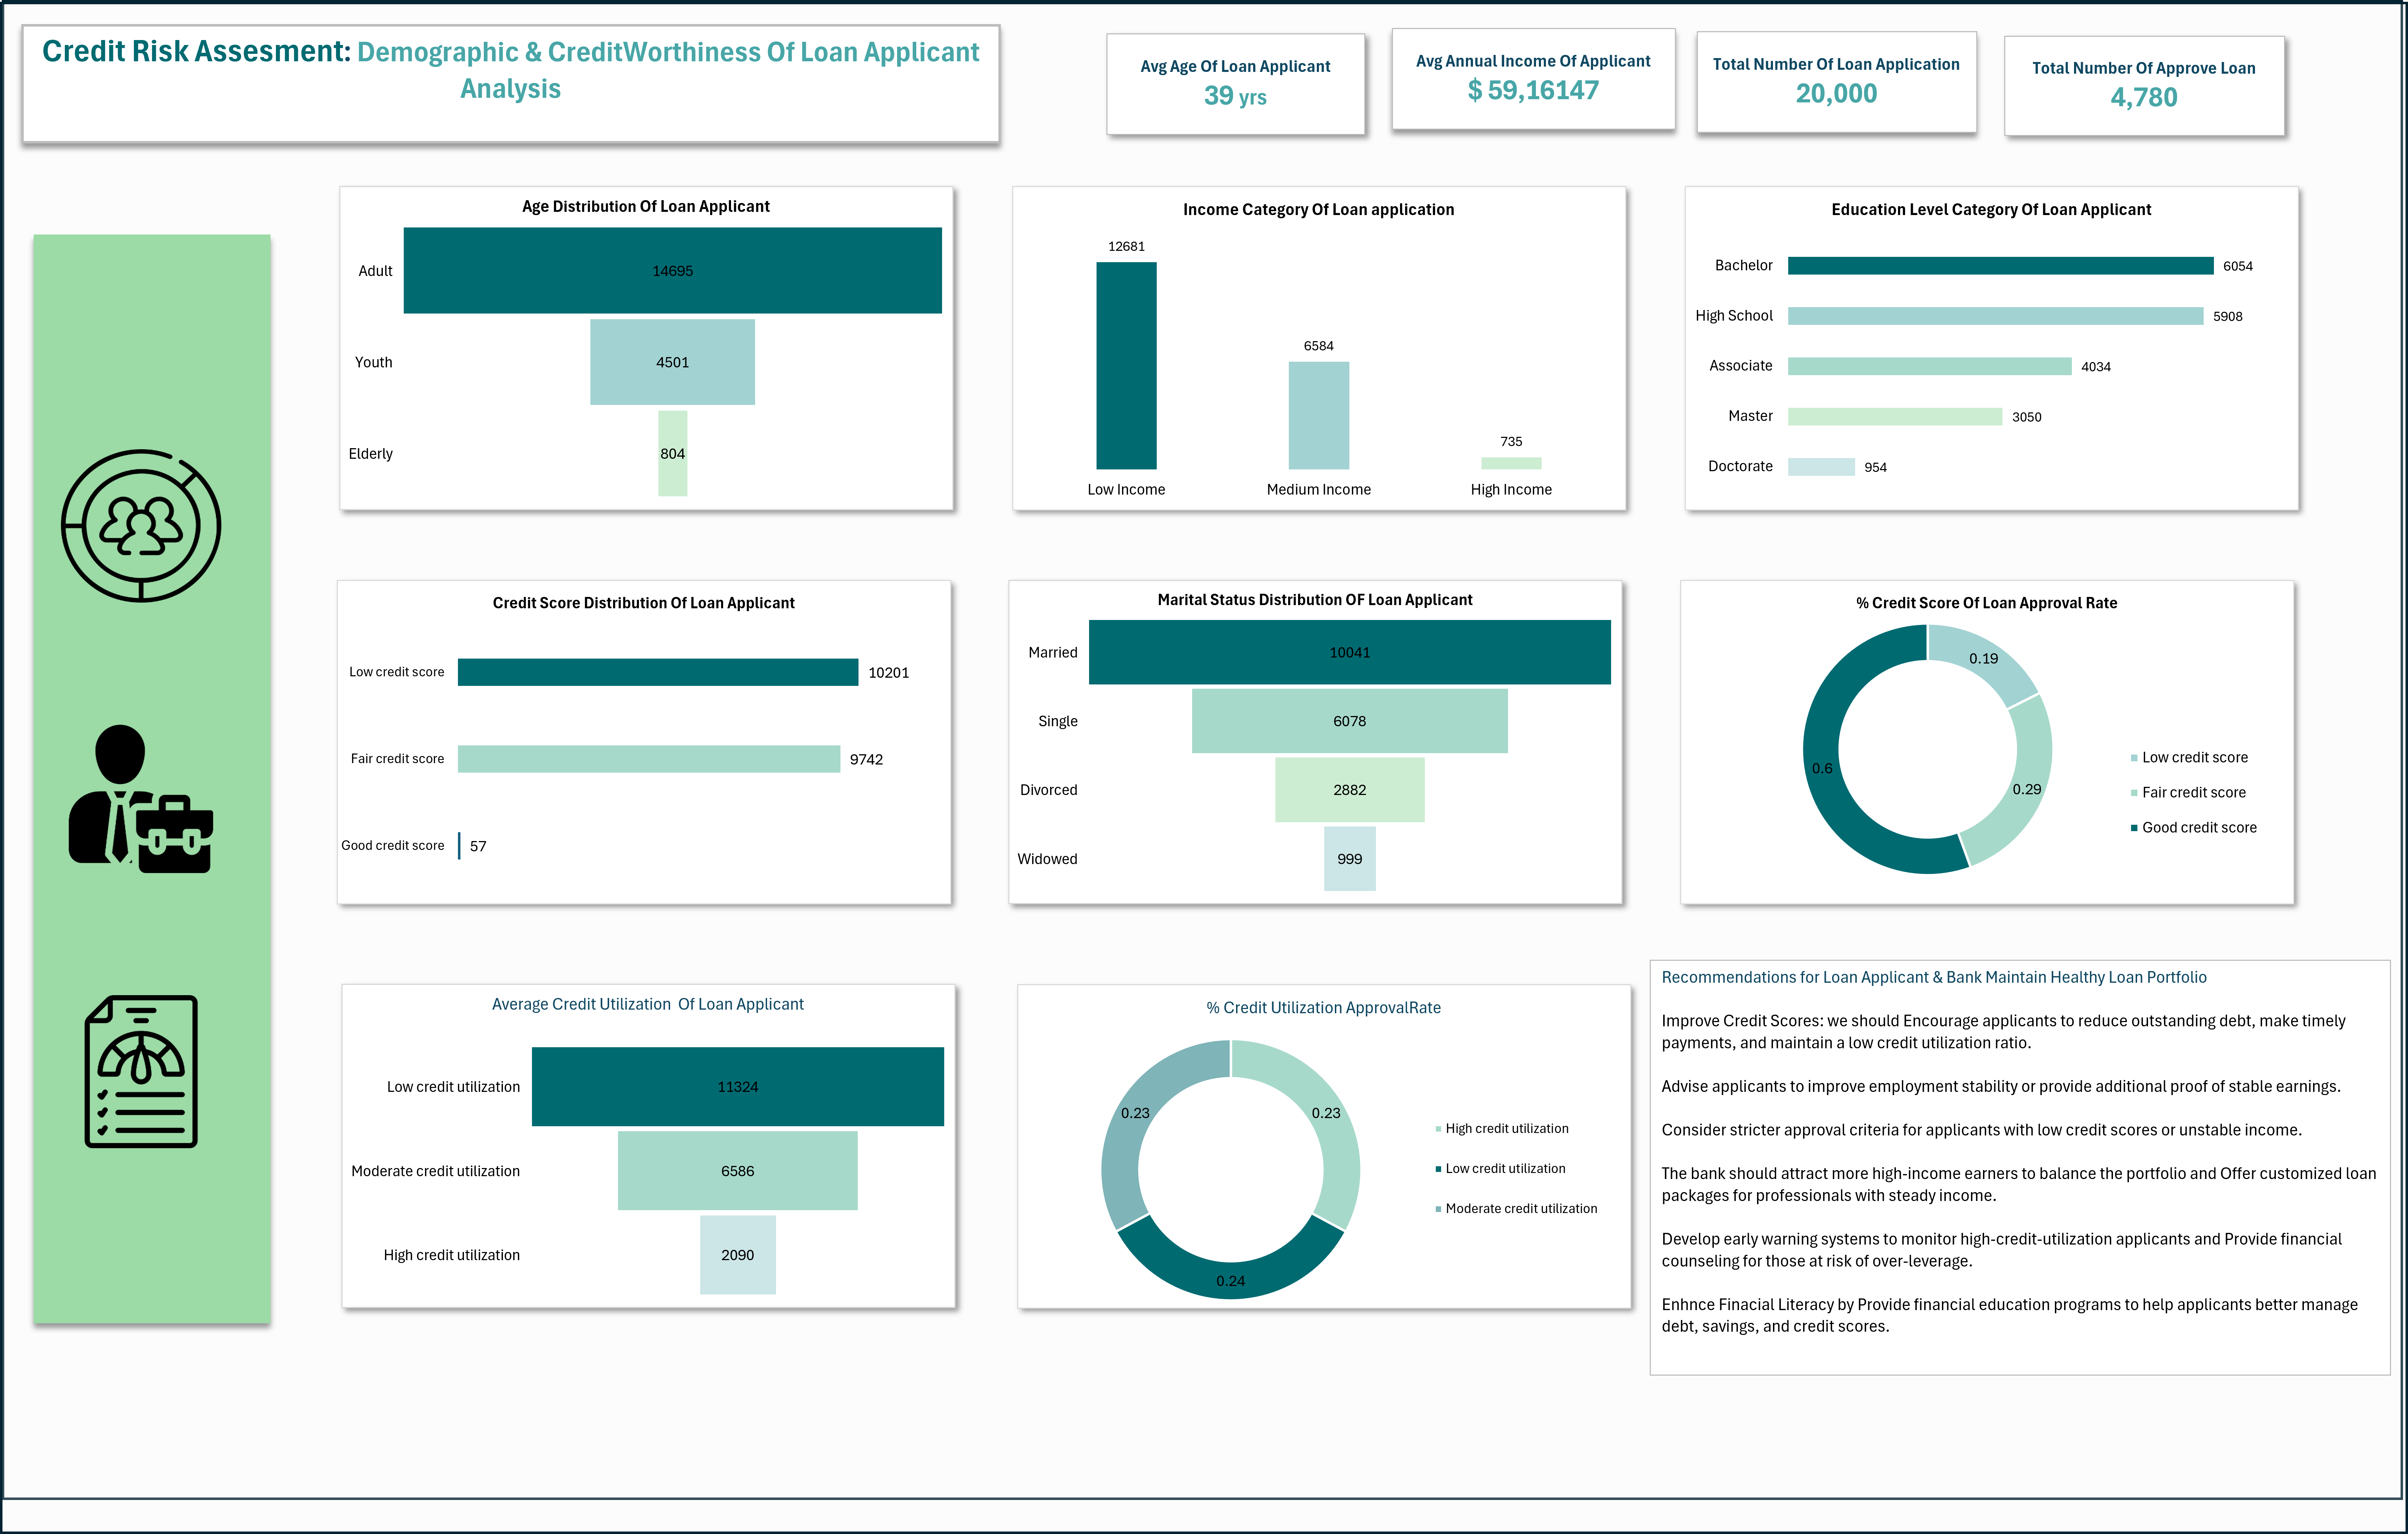 Credit Risk Assesment: Demographic & CreditWorthiness Of Loan Applicant
Analysis
Avg Age Of Loan Applicant
39 yrs
Avg Annual Income Of Applicant
$ 59,16147
Total Number Of Loan Application
20,000
Total Number Of Approve Loan
4,780
Age Distribution Of Loan Applicant
Adult
14695
Youth
4501
Elderly
804
Income Category Of Loan application
12681
6584
735
Low Income
Medium Income
High Income
Education Level Category Of Loan Applicant
Bachelor
6054
High School
5908
Associate
4034
Master
3050
Doctorate
954
Credit Score Distribution Of Loan Applicant
Low credit score
10201
Fair credit score
9742
Good credit score
57
Marital Status Distribution OF Loan Applicant
Married
10041
Single
6078
Divorced
2882
Widowed
999
% Credit Score Of Loan Approval Rate
0.19
0.6
0.29
Low credit score
Fair credit score
Good credit score
Average Credit Utilization  Of Loan Applicant
Low credit utilization
11324
Moderate credit utilization
6586
High credit utilization
2090
% Credit Utilization ApprovalRate
0.23
0.23
0.24
High credit utilization
Low credit utilization
Moderate credit utilization
Recommendations for Loan Applicant & Bank Maintain Healthy Loan Portfolio
Improve Credit Scores: we should Encourage applicants to reduce outstanding debt, make timely
payments, and maintain a low credit utilization ratio.
Advise applicants to improve employment stability or provide additional proof of stable earnings.
Consider stricter approval criteria for applicants with low credit scores or unstable income.
The bank should attract more high-income earners to balance the portfolio and Offer customized loan
packages for professionals with steady income.
Develop early warning systems to monitor high-credit-utilization applicants and Provide financial
counseling for those at risk of over-leverage.
Enhnce Finacial Literacy by Provide financial education programs to help applicants better manage
debt, savings, and credit scores.